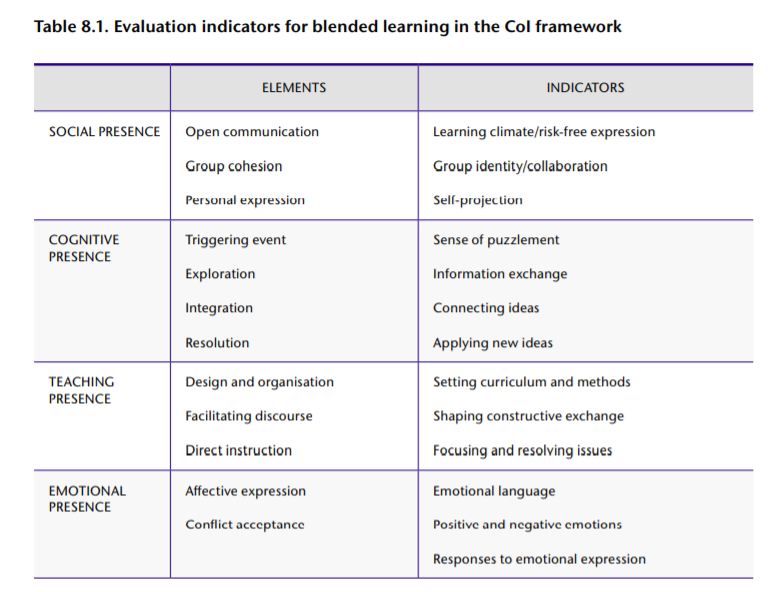 Table 8.1. Evaluation indicators for blended learning in the CoI framework
ELEMENTS INDICATORS
SOCIAL PRESENCE Open communication Learning climate/risk-free expression
Group cohesion Group identity/collaboration
Personal expression Self-projection
COGNITIVE PRESENCE Triggering event Sense of puzzlement
Exploration Information exchange
Integration Connecting ideas
Resolution Applying new ideas
TEACHING PRESENCE Design and organisation Setting curriculum and methods
Facilitating discourse Shaping constructive exchange
Direct instruction Focusing and resolving issues
EMOTIONAL PRESENCE Affective expression Emotional language
Conflict acceptance Positive and negative emotions
Responses to emotional expression